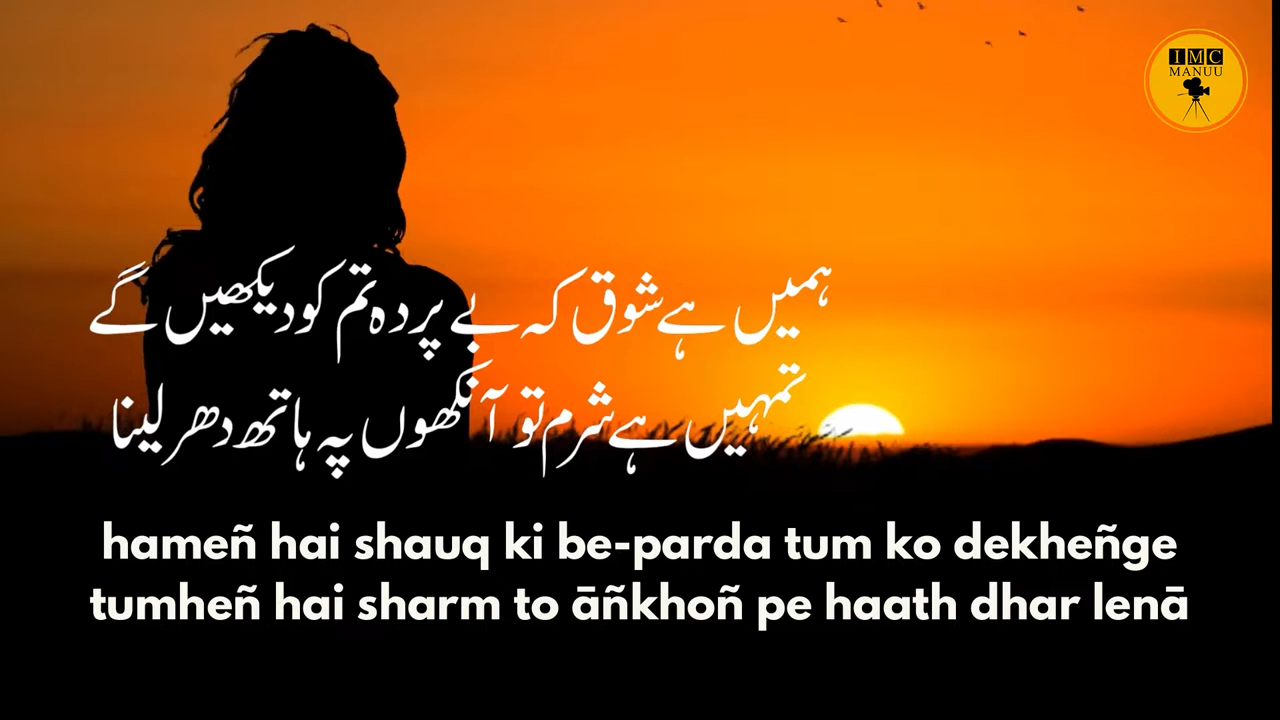 IMC
MANUU
ہمیں ہے شوق کہ بے پردہ تم کو دیکھیں گے
تمہیں ہے شرم تو آنکھوں پہ ہاتھ دھر لینا
hameñ hai shauq ki be-parda tum ko dekheñge
tumheñ hai sharm to āñkhoñ pe haath dhar lenā